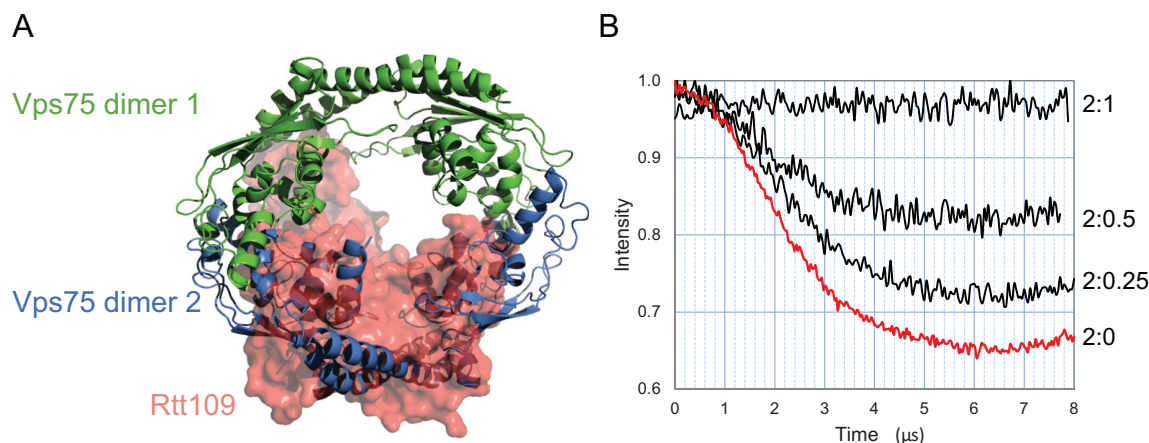 A
Vps75 dimer 1
Vps75 dimer 2
Rtt109
B
Intensity
1.0
0.9
0.8
0.7
0.6
2:1
2:0.5
2:0.25
2:0
0 1 2 3 4 5 6 7 8
Time (µs)